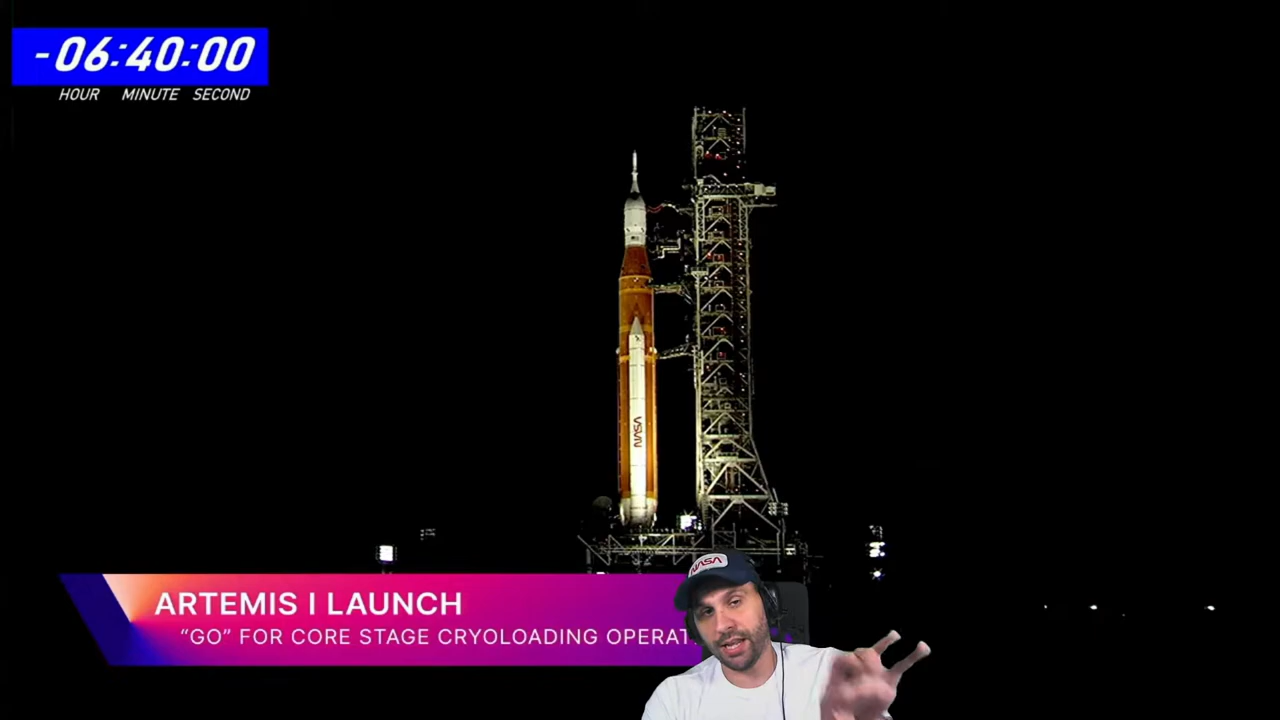 -06:40:00
HOUR MINUTE SECOND
NASA
ARTEMIS I LAUNCH
“GO” FOR CORE STAGE CRYOLOADING
NASA